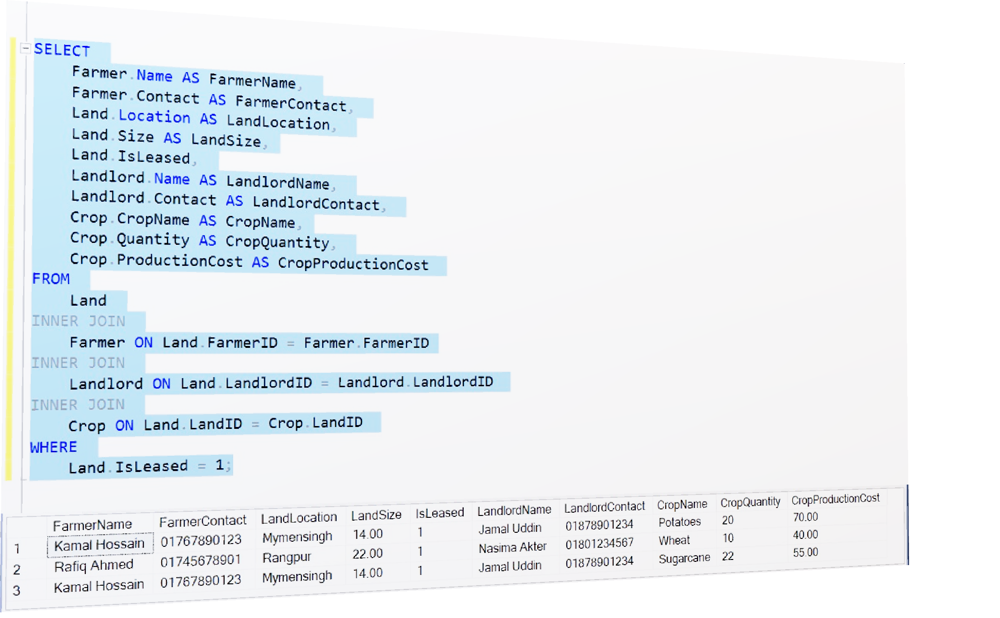 SELECT
Farmer.Name AS FarmerName,
Farmer.Contact AS FarmerContact,
Land.Location AS LandLocation,
Land.Size AS LandSize,
Land.IsLeased,
Landlord.Name AS LandlordName,
Landlord.Contact AS LandlordContact,
Crop.CropName AS CropName,
Crop.Quantity AS CropQuantity,
Crop.ProductionCost AS CropProductionCost
FROM
Land
INNER JOIN
Farmer ON Land.FarmerID = Farmer.FarmerID
INNER JOIN
Landlord ON Land.LandlordID = Landlord.LandlordID
INNER JOIN
Crop ON Land.LandID = Crop.LandID
WHERE
Land.IsLeased = 1;
FarmerName FarmerContact LandLocation LandSize IsLeased LandlordName LandlordContact CropName CropQuantity CropProductionCost
1 Kamal Hossain 01767890123 Mymensingh 14.00 1 Jamal Uddin 01878901234 Potatoes 20 70.00
2 Rafiq Ahmed 01745678901 Rangpur 22.00 1 Nasima Akter 01801234567 Wheat 10 40.00
3 Kamal Hossain 01767890123 Mymensingh 14.00 1 Jamal Uddin 01878901234 Sugarcane 22 55.00